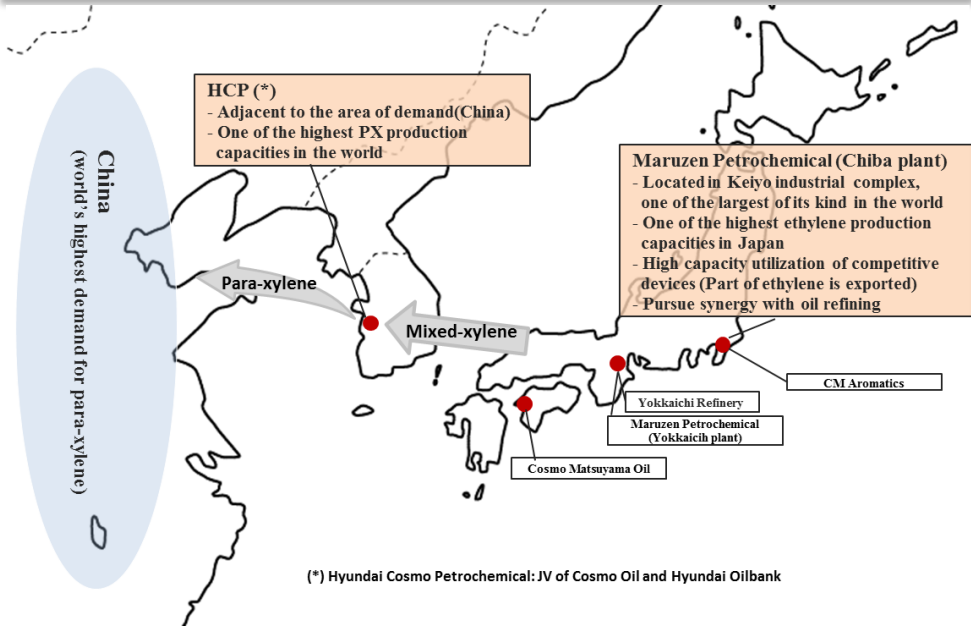 China
(world's highest demand for para-xylene)
HCP (*)
- Adjacent to the area of demand(China)
- One of the highest PX production
capacities in the world
Maruzen Petrochemical (Chiba plant)
- Located in Keiyo industrial complex,
one of the largest of its kind in the world
- One of the highest ethylene production
capacities in Japan
- High capacity utilization of competitive
devices (Part of ethylene is exported)
- Pursue synergy with oil refining
Para-xylene
Mixed-xylene
CM Aromatics
Yokkaichi Refinery
Maruzen Petrochemical
(Yokkaicih plant)
Cosmo Matsuyama Oil
(*) Hyundai Cosmo Petrochemical: JV of Cosmo Oil and Hyundai Oilbank